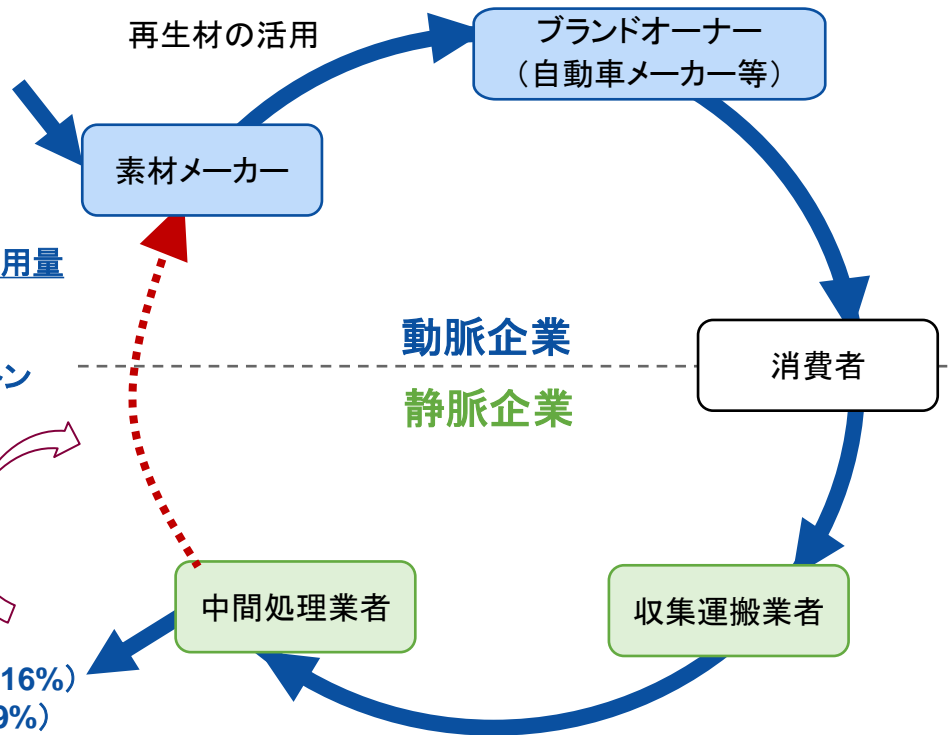 再生材の活用
ブランドオーナー
（自動車メーカー等）
素材メーカー
用量
動脈企業
ン
消費者
静脈企業
中間処理業者
収集運搬業者
16%）
9%）